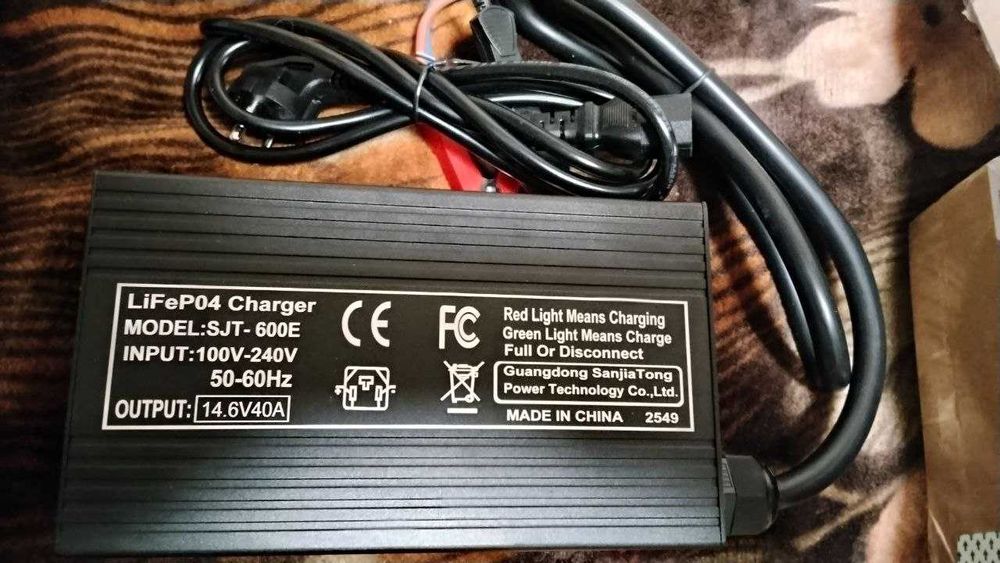 LiFeP04 Charger
MODEL:SJT- 600E
INPUT:100V-240V
50-60Hz
OUTPUT: 14.6V40A
CE
FC
Red Light Means Charging
Green Light Means Charge
Full Or Disconnect
Guangdong SanjiaTong
Power Technology Co.,Ltd.
MADE IN CHINA 2549